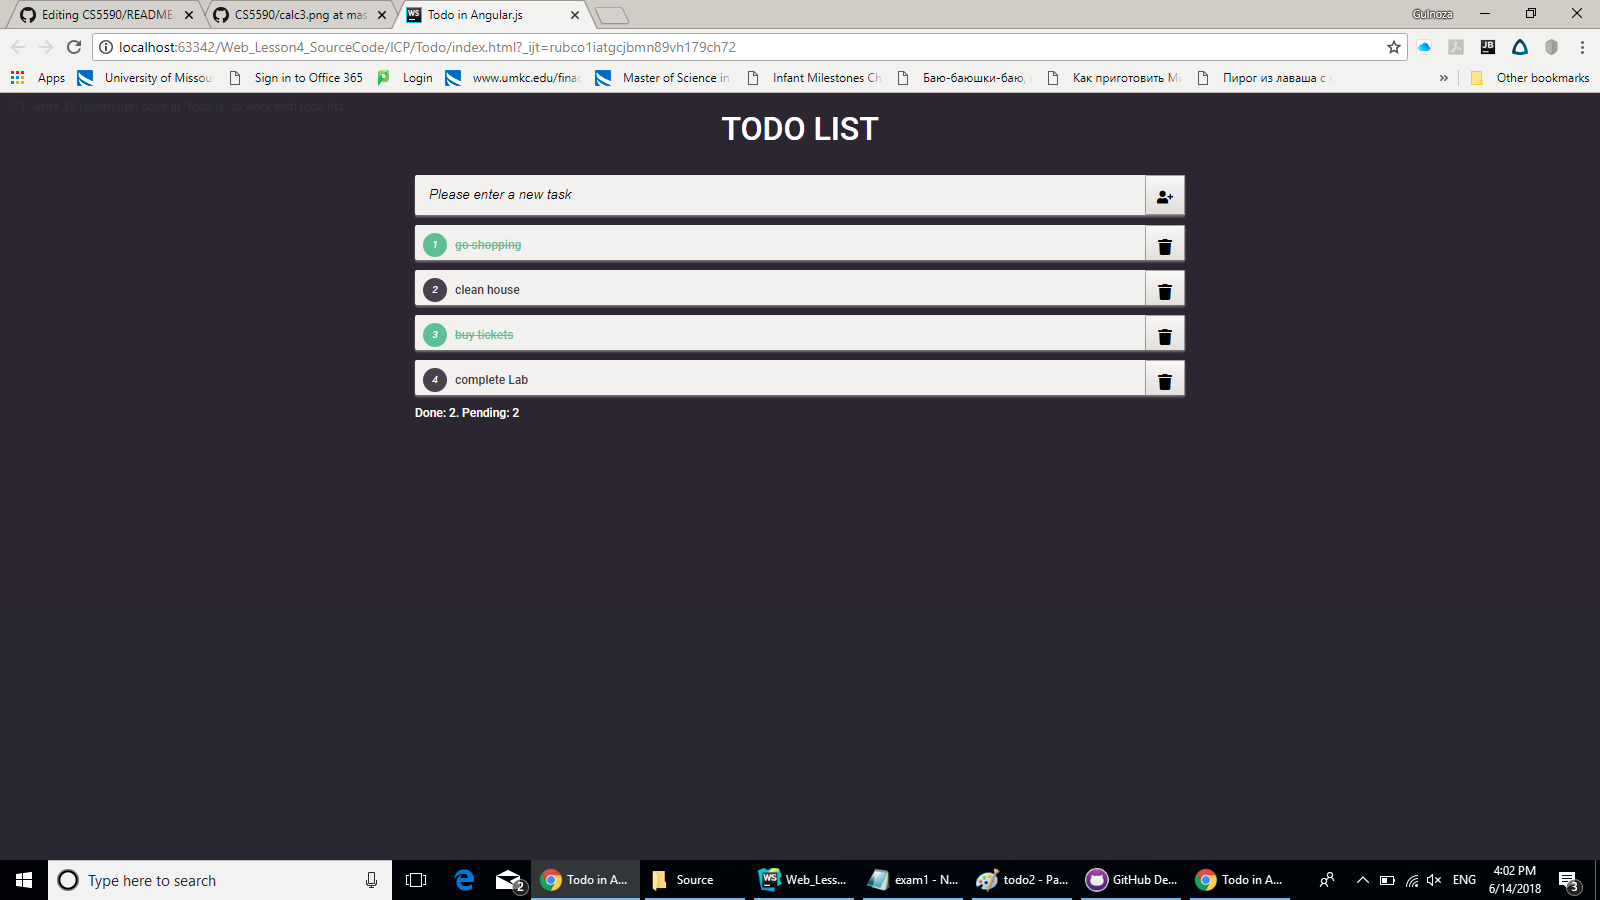 Editing CS5590/README.
CS5590/calc3.png at mas
Todo in Angular.js
Gulnoza
localhost:63342/Web_Lesson4_SourceCode/ICP/Todo/index.html?_ijt=rubco1iatgcjbmn89vh179ch72
Apps
University of Missou
Sign in to Office 365
Login
www.umkc.edu/finac
Master of Science in
Infant Milestones Ch
Баю-баюшки-баю,
Как приготовить М
Пирог из лаваша с
»
Other bookmarks
// 1. write JS (controller) code in "todo.js" to work with todo list
TODO LIST
Please enter a new task
1 go shopping
2 clean house
3 buy tickets
4 complete Lab
Done: 2. Pending: 2
Type here to search
2
Todo in A...
Source
WS
Web_Less...
exam1 - N...
todo2 - Pa...
GitHub De...
Todo in A...
ENG
4:02 PM
6/14/2018
3